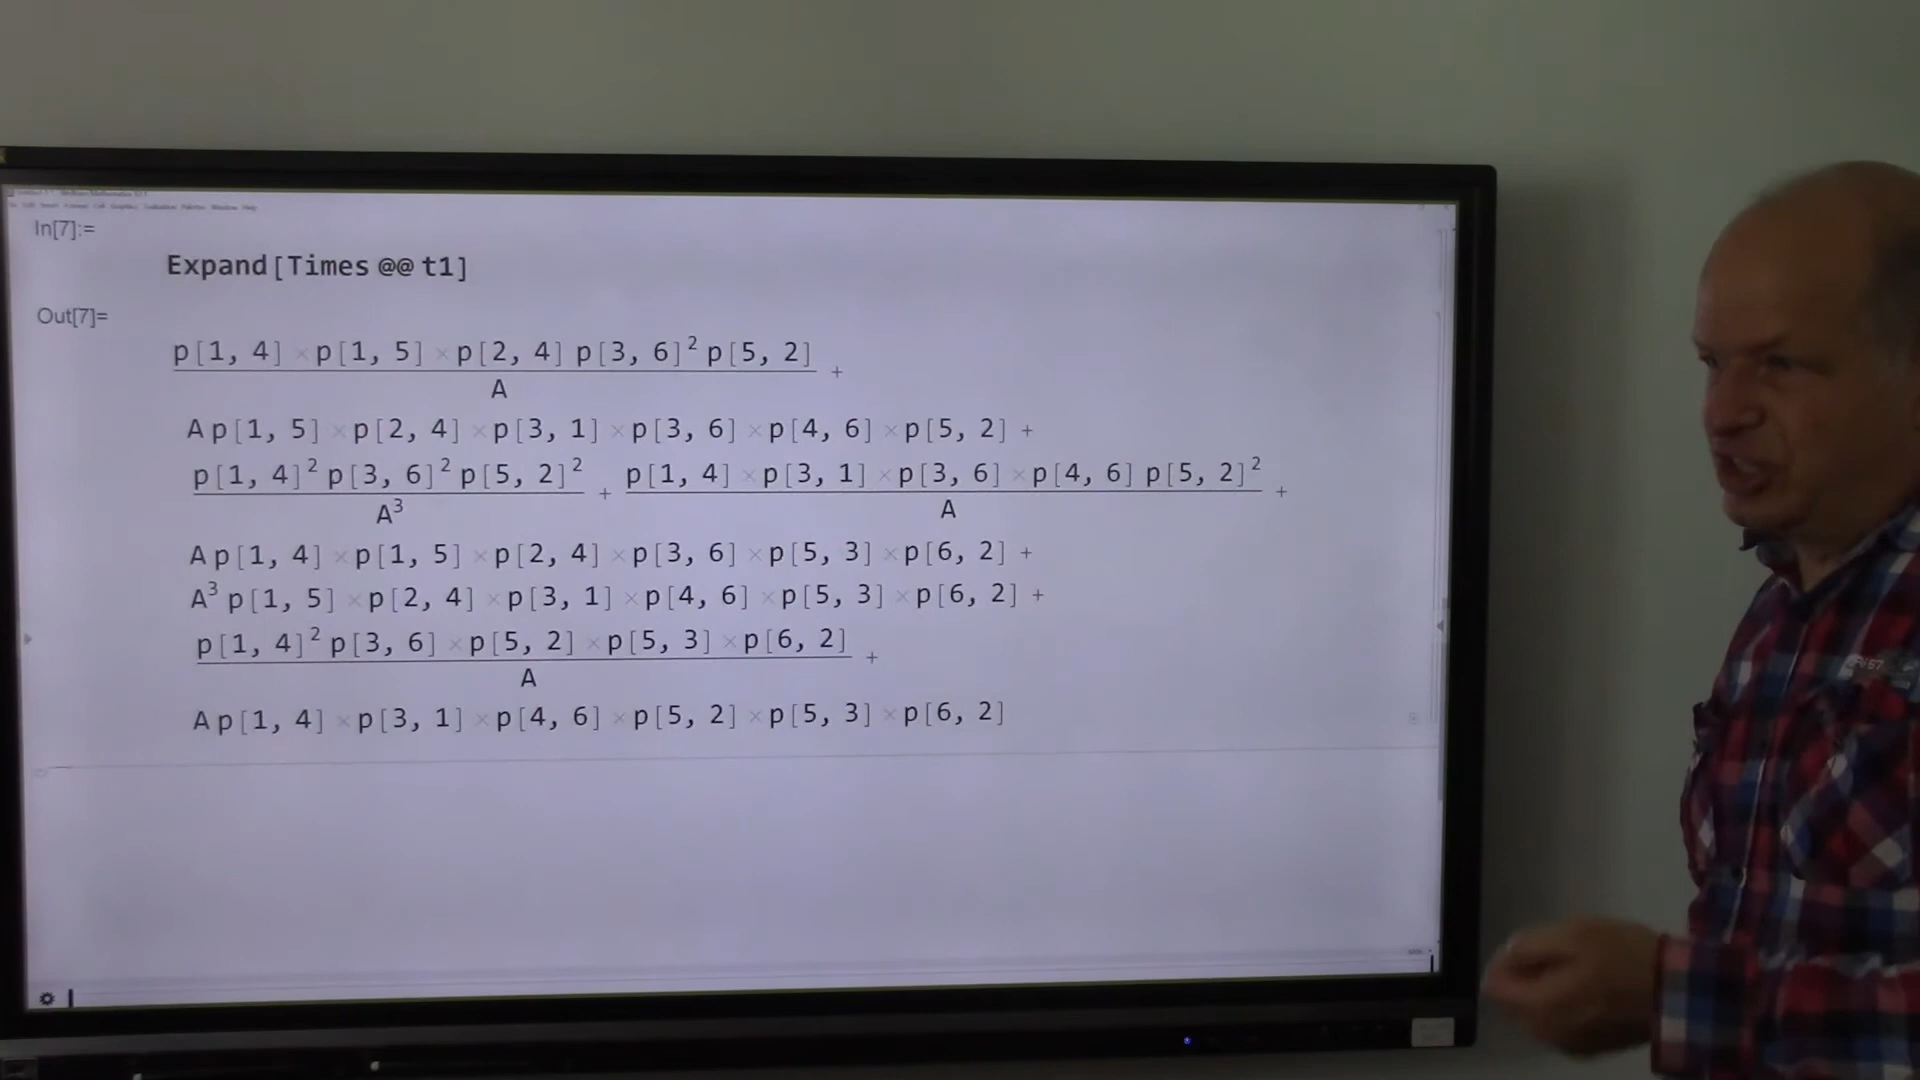 In[7]:=
Expand[Times @@ t1]
Out[7]=
p[1, 4] × p[1, 5] × p[2, 4] p[3, 6]² p[5, 2]
A
+
A p[1, 5] × p[2, 4] × p[3, 1] × p[3, 6] × p[4, 6] × p[5, 2] +
p[1, 4]² p[3, 6]² p[5, 2]²
A³
+
p[1, 4] × p[3, 1] × p[3, 6] × p[4, 6] p[5, 2]²
A
+
A p[1, 4] × p[1, 5] × p[2, 4] × p[3, 6] × p[5, 3] × p[6, 2] +
A³ p[1, 5] × p[2, 4] × p[3, 1] × p[4, 6] × p[5, 3] × p[6, 2] +
p[1, 4]² p[3, 6] × p[5, 2] × p[5, 3] × p[6, 2]
A
+
A p[1, 4] × p[3, 1] × p[4, 6] × p[5, 2] × p[5, 3] × p[6, 2]